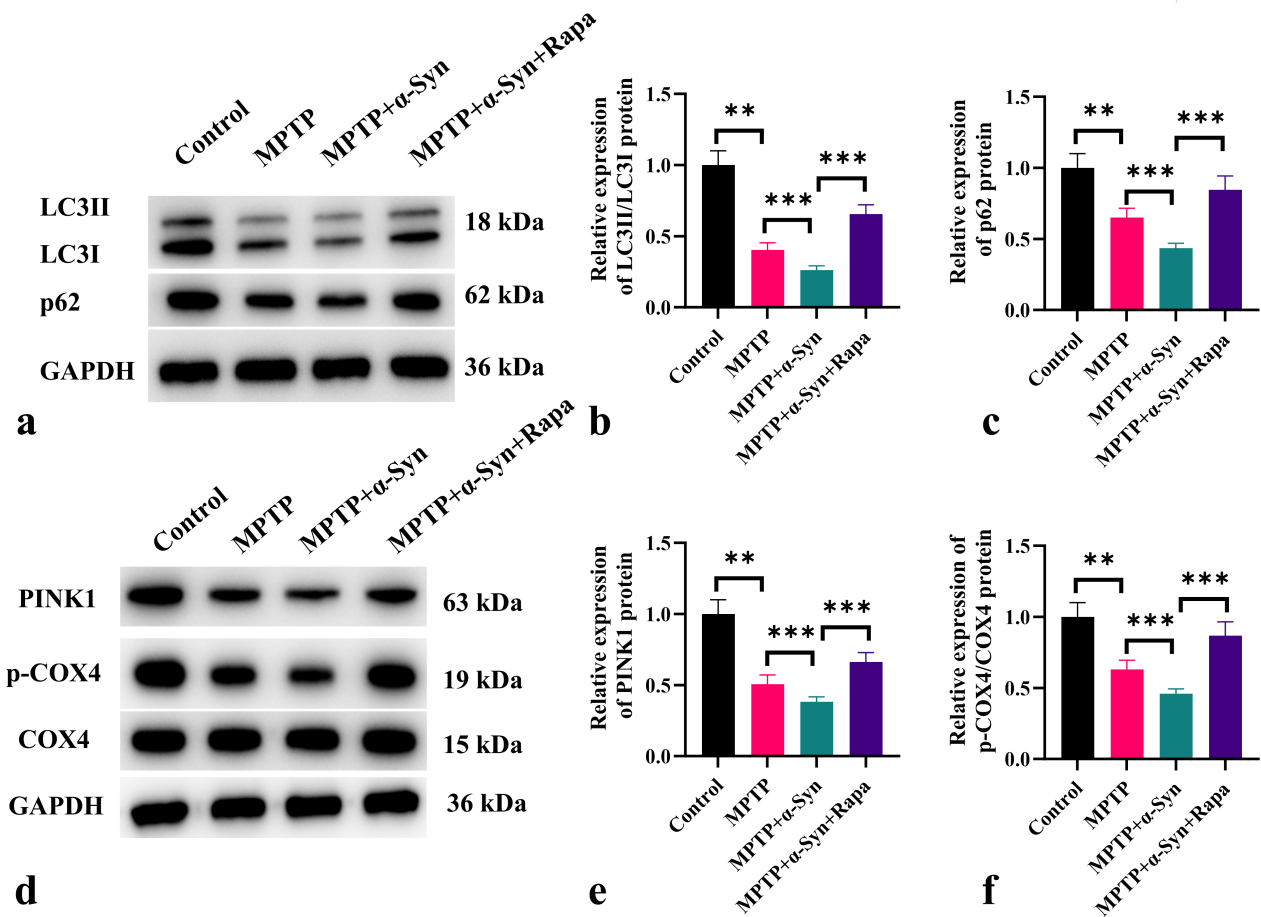 Control
MPTP
MPTP+α-Syn
MPTP+α-Syn+Rapa
LC3II
18 kDa
LC3I
p62
62 kDa
GAPDH
36 kDa
a
Relative expression
of LC3II/LC3I protein
1.5
1.0
0.5
0.0
**
***
***
Control
MPTP
MPTP+α-Syn
MPTP+α-Syn+Rapa
b
Relative expression
of p62 protein
1.5
1.0
0.5
0.0
**
***
***
Control
MPTP
MPTP+α-Syn
MPTP+α-Syn+Rapa
c
Control
MPTP
MPTP+α-Syn
MPTP+α-Syn+Rapa
PINK1
63 kDa
p-COX4
19 kDa
COX4
15 kDa
GAPDH
36 kDa
d
Relative expression
of PINK1 protein
1.5
1.0
0.5
0.0
**
***
***
Control
MPTP
MPTP+α-Syn
MPTP+α-Syn+Rapa
e
Relative expression of
p-COX4/COX4 protein
1.5
1.0
0.5
0.0
**
***
***
Control
MPTP
MPTP+α-Syn
MPTP+α-Syn+Rapa
f